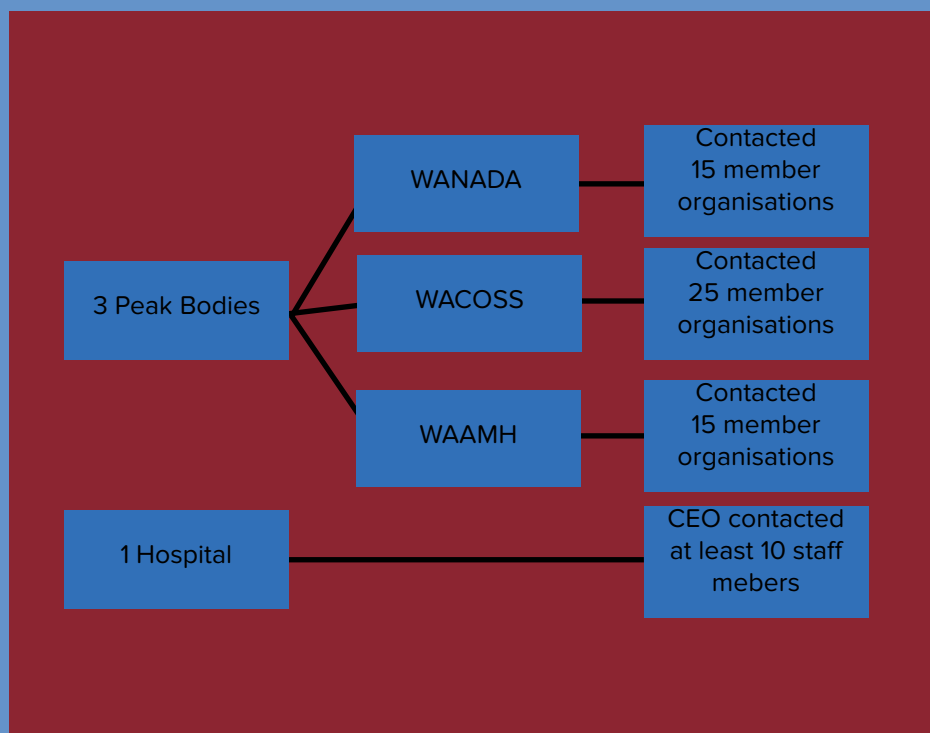 3 Peak Bodies
WANADA
Contacted
15 member
organisations
WACOSS
Contacted
25 member
organisations
WAAMH
Contacted
15 member
organisations
1 Hospital
CEO contacted
at least 10 staff
mebers